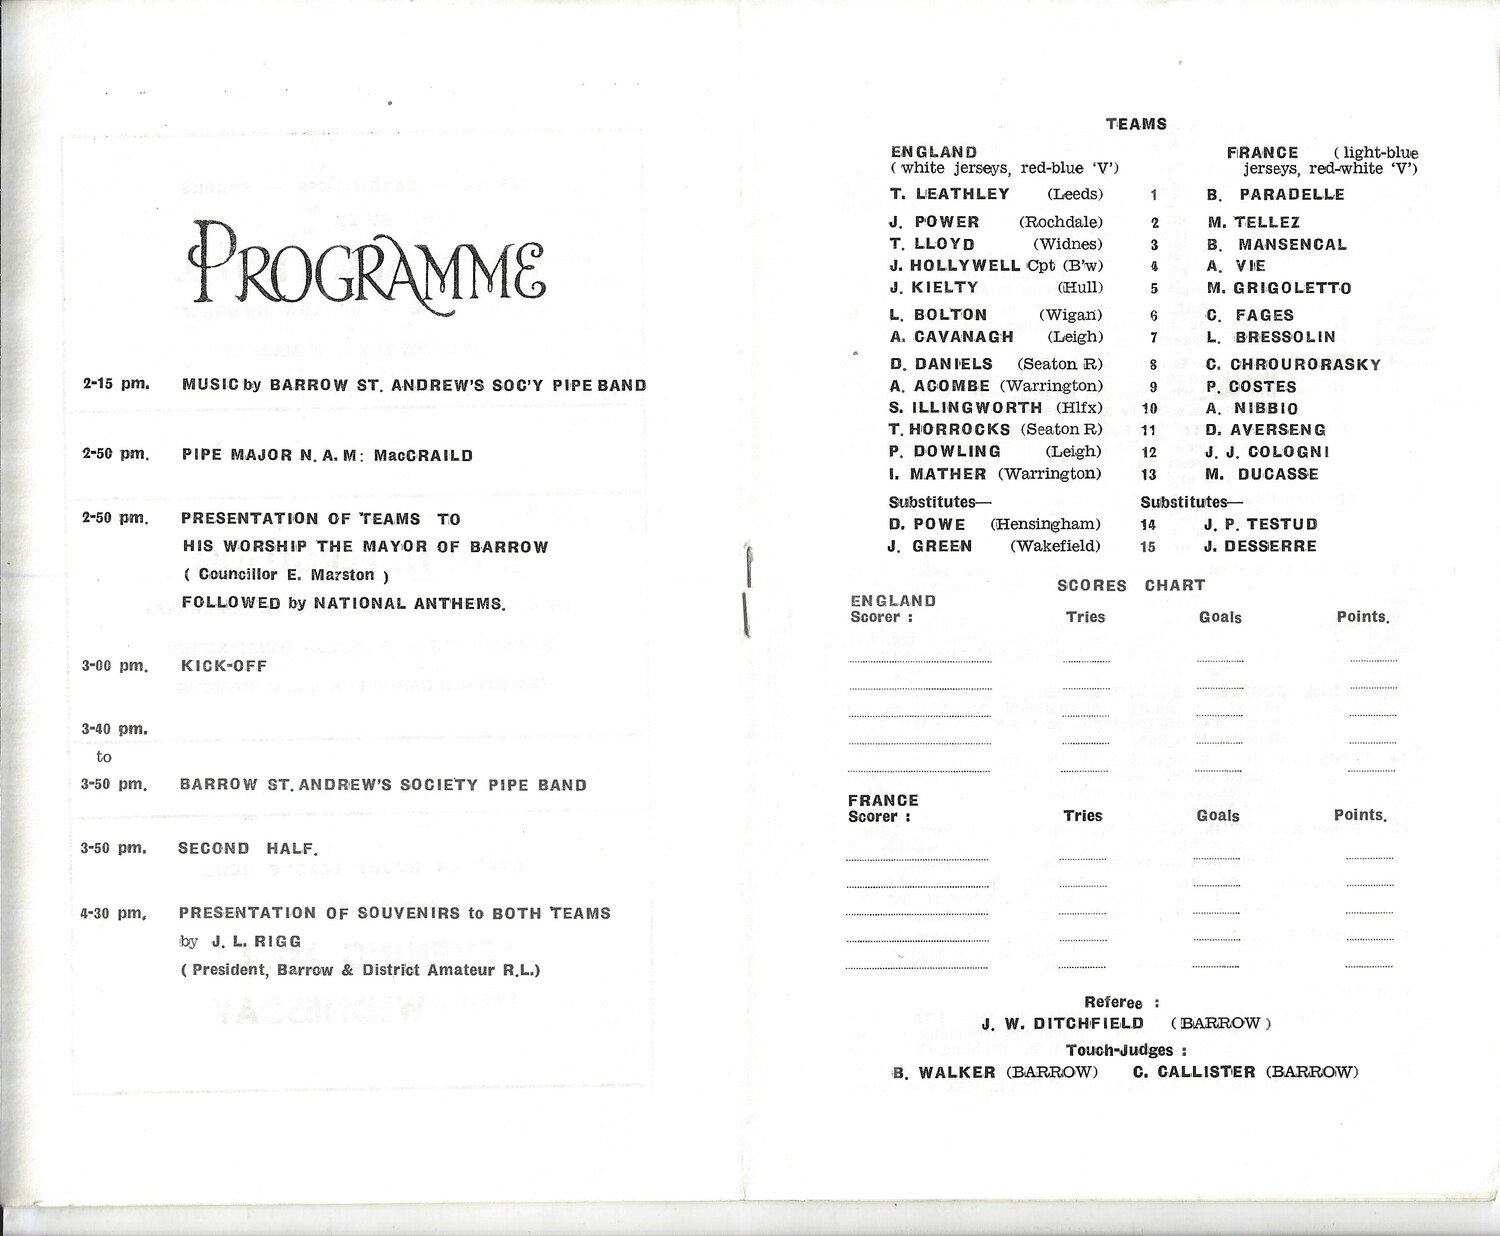 PROGRAMME
2-15 pm. MUSIC by BARROW ST. ANDREW'S SOC'Y PIPE BAND
2-50 pm. PIPE MAJOR N. A. M: MacCRAILD
2-50 pm. PRESENTATION OF TEAMS TO
HIS WORSHIP THE MAYOR OF BARROW
( Councillor E. Marston )
FOLLOWED by NATIONAL ANTHEMS.
3-00 pm. KICK-OFF
3-40 pm.
to
3-50 pm. BARROW ST. ANDREW'S SOCIETY PIPE BAND
3-50 pm. SECOND HALF.
4-30 pm. PRESENTATION OF SOUVENIRS to BOTH TEAMS
by J. L. RIGG
( President, Barrow & District Amateur R.L.)
TEAMS
ENGLAND FRANCE ( light-blue
( white jerseys, red-blue 'V') jerseys, red-white 'V')
T. LEATHLEY (Leeds) 1 B. PARADELLE
J. POWER (Rochdale) 2 M. TELLEZ
T. LLOYD (Widnes) 3 B. MANSENCAL
J. HOLLYWELL Cpt (B'w) 4 A. VIE
J. KIELTY (Hull) 5 M. GRIGOLETTO
L. BOLTON (Wigan) 6 C. FAGES
A. CAVANAGH (Leigh) 7 L. BRESSOLIN
D. DANIELS (Seaton R) 8 C. CHROURORASKY
A. ACOMBE (Warrington) 9 P. COSTES
S. ILLINGWORTH (Hlfx) 10 A. NIBBIO
T. HORROCKS (Seaton R) 11 D. AVERSENG
P. DOWLING (Leigh) 12 J. J. COLOGNI
I. MATHER (Warrington) 13 M. DUCASSE
Substitutes— Substitutes—
D. POWE (Hensingham) 14 J. P. TESTUD
J. GREEN (Wakefield) 15 J. DESSERRE
SCORES CHART
ENGLAND
Scorer : Tries Goals Points.
FRANCE
Scorer : Tries Goals Points.
Referee :
J. W. DITCHFIELD (BARROW )
Touch-Judges :
B. WALKER (BARROW) C. CALLISTER (BARROW)